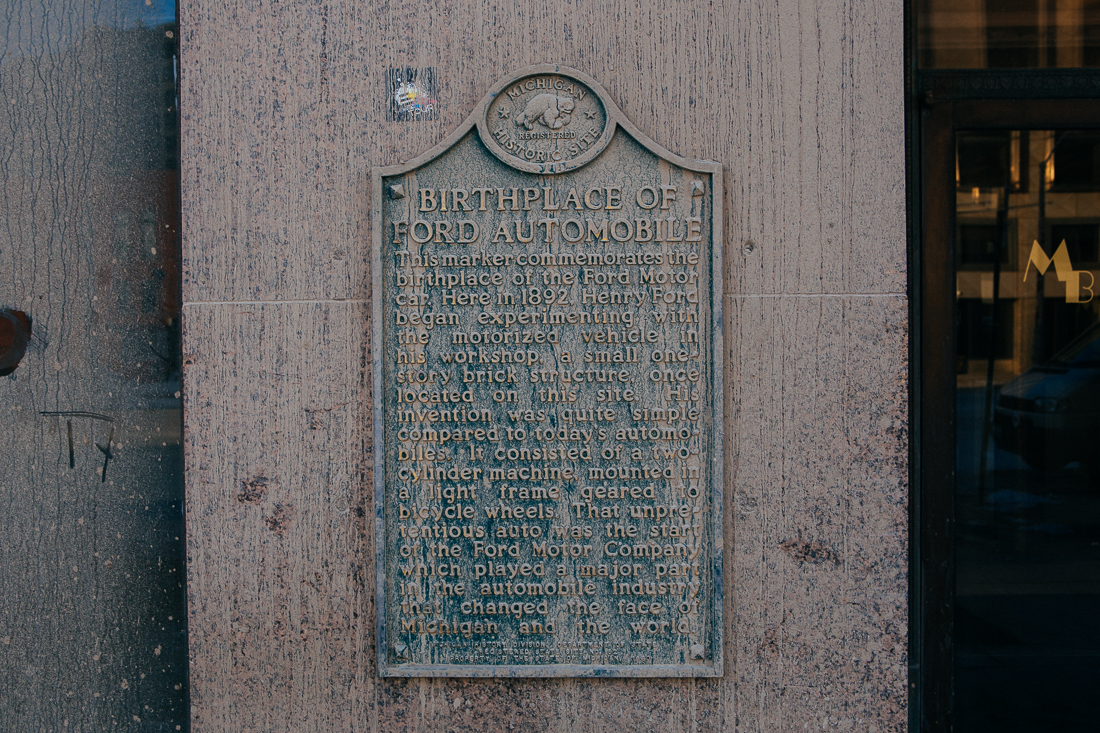 MICHIGAN
REGISTERED
HISTORIC SITE
BIRTHPLACE OF
FORD AUTOMOBILE
This marker commemorates the
birthplace of the Ford Motor
car. Here in 1892, Henry Ford
began experimenting with
the motorized vehicle in
his workshop, a small one-
story brick structure, once
located on this site. His
invention was quite simple
compared to today's automo-
biles. It consisted of a two-
cylinder machine, mounted in
a light frame geared to
bicycle wheels. That unpre-
tentious auto was the start
of the Ford Motor Company
which played a major part
in the automobile industry
that changed the face of
Michigan and the world.
MB